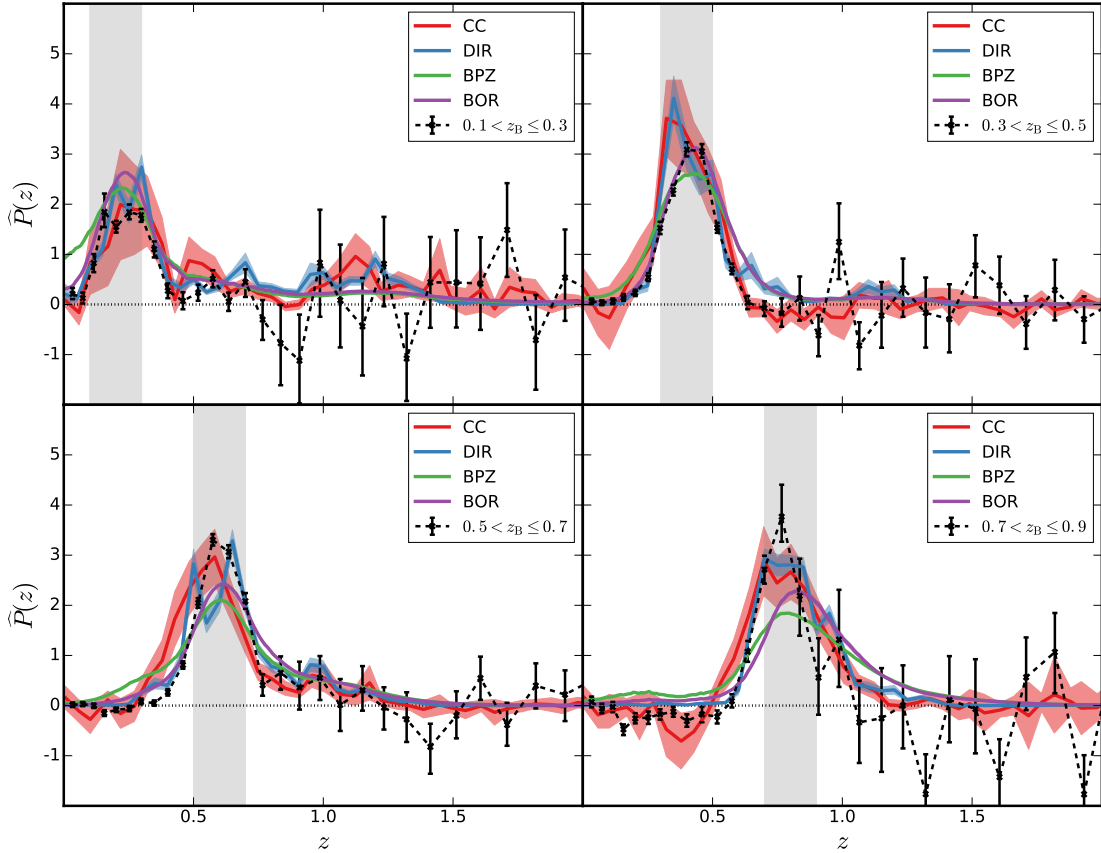 CC
DIR
BPZ
BOR
0.1 < z_B ≤ 0.3
CC
DIR
BPZ
BOR
0.3 < z_B ≤ 0.5
P̂(z)
5
4
3
2
1
0
-1
CC
DIR
BPZ
BOR
0.5 < z_B ≤ 0.7
CC
DIR
BPZ
BOR
0.7 < z_B ≤ 0.9
P̂(z)
5
4
3
2
1
0
-1
0.5 1.0 1.5
0.5 1.0 1.5
z
z